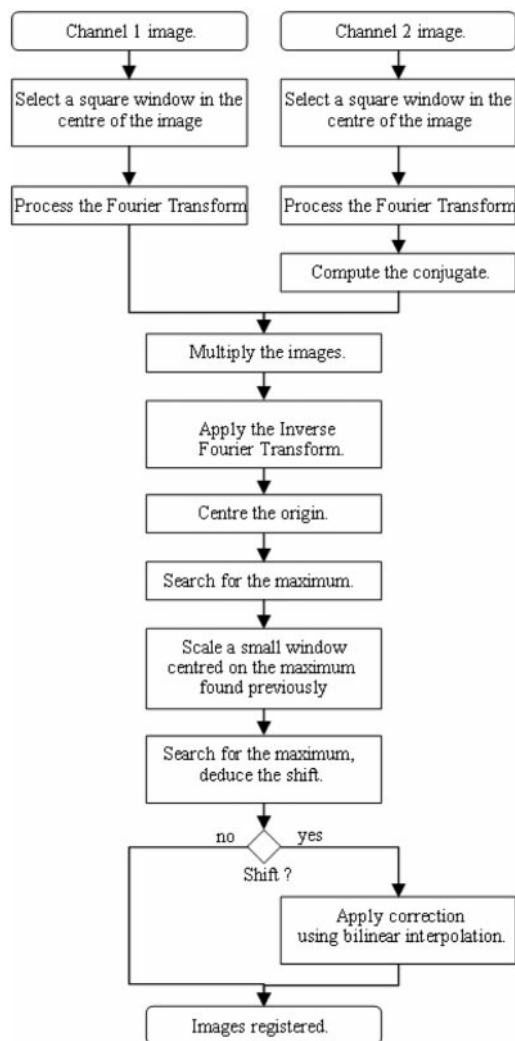 Channel 1 image.
Channel 2 image.
Select a square window in the
centre of the image
Select a square window in the
centre of the image
Process the Fourier Transform
Process the Fourier Transform
Compute the conjugate.
Multiply the images.
Apply the Inverse
Fourier Transform.
Centre the origin.
Search for the maximum.
Scale a small window
centred on the maximum
found previously
Search for the maximum,
deduce the shift.
no
yes
Shift ?
Apply correction
using bilinear interpolation.
Images registered.